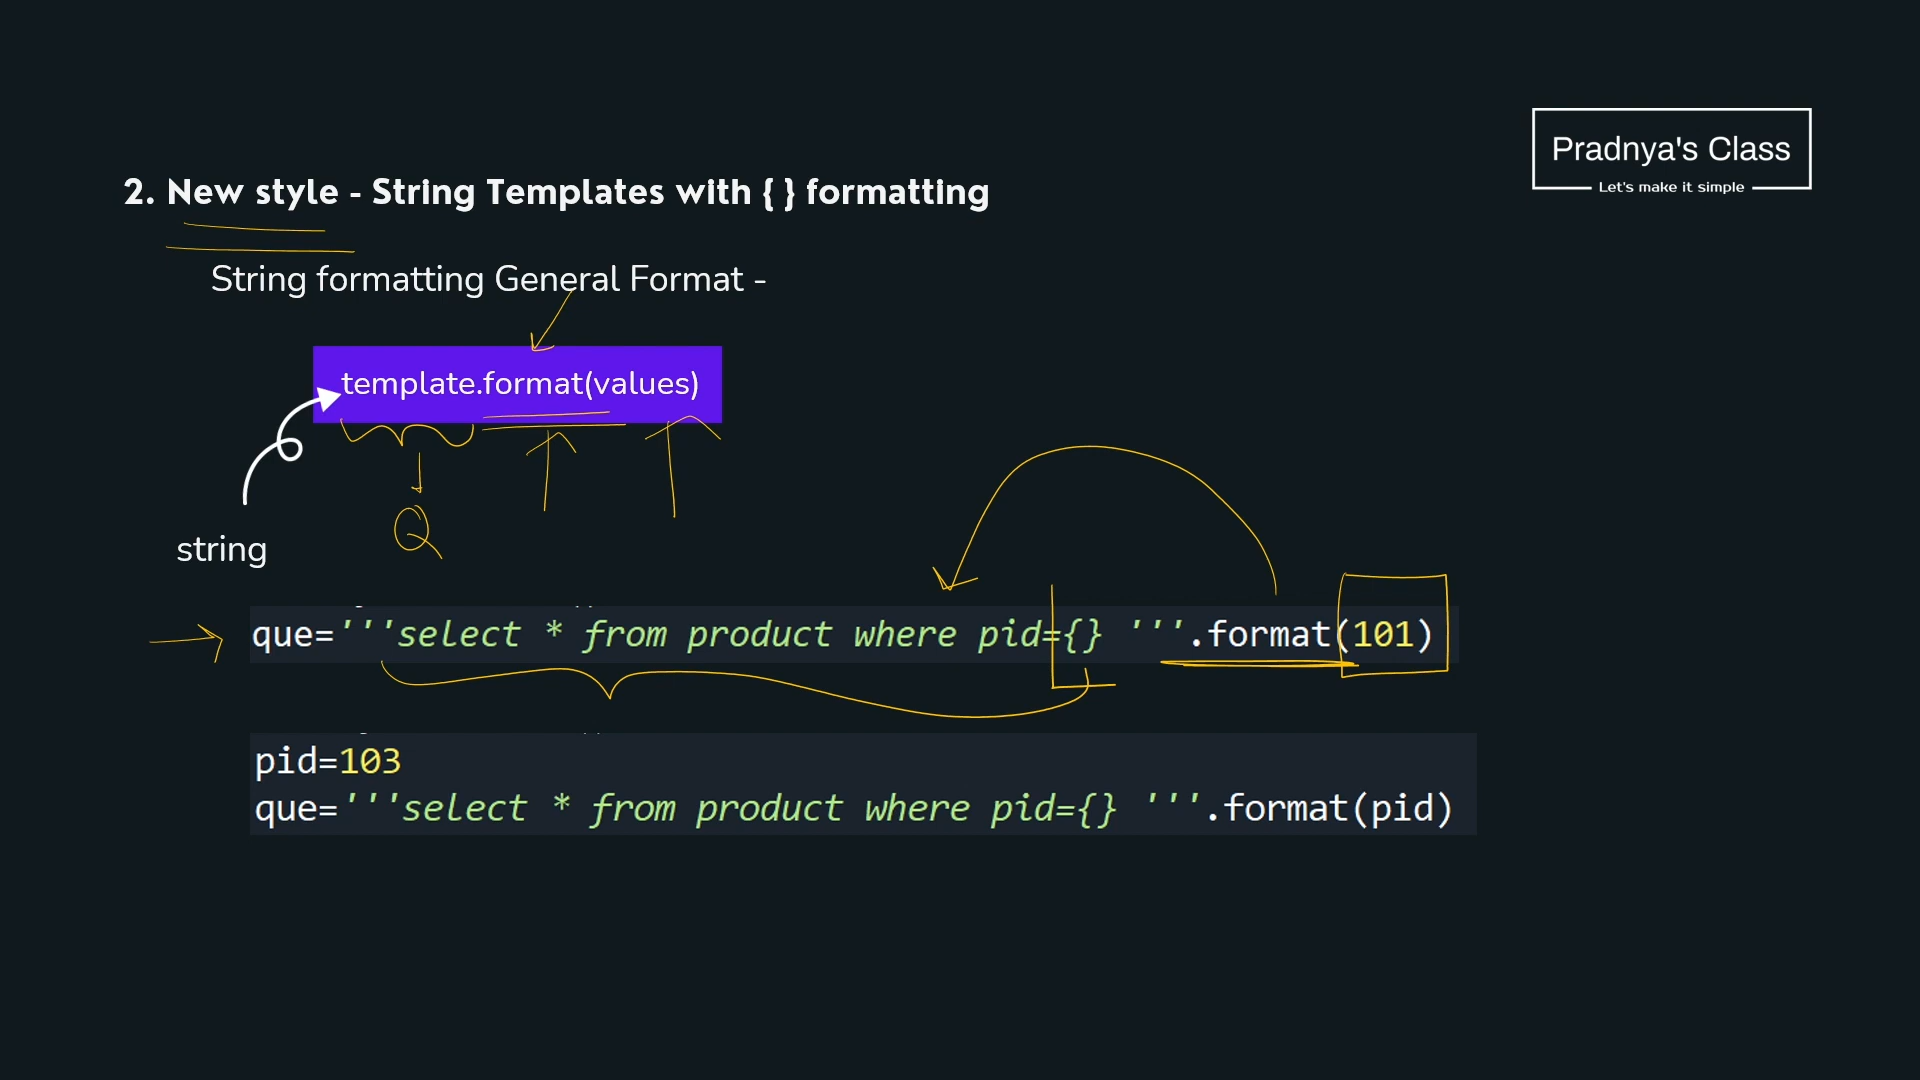 Pradnya's Class
Let's make it simple
2. New style - String Templates with { } formatting
String formatting General Format -
template.format(values)
Q
string
que='''select * from product where pid={} '''.format(101)
pid=103
que='''select * from product where pid={} '''.format(pid)